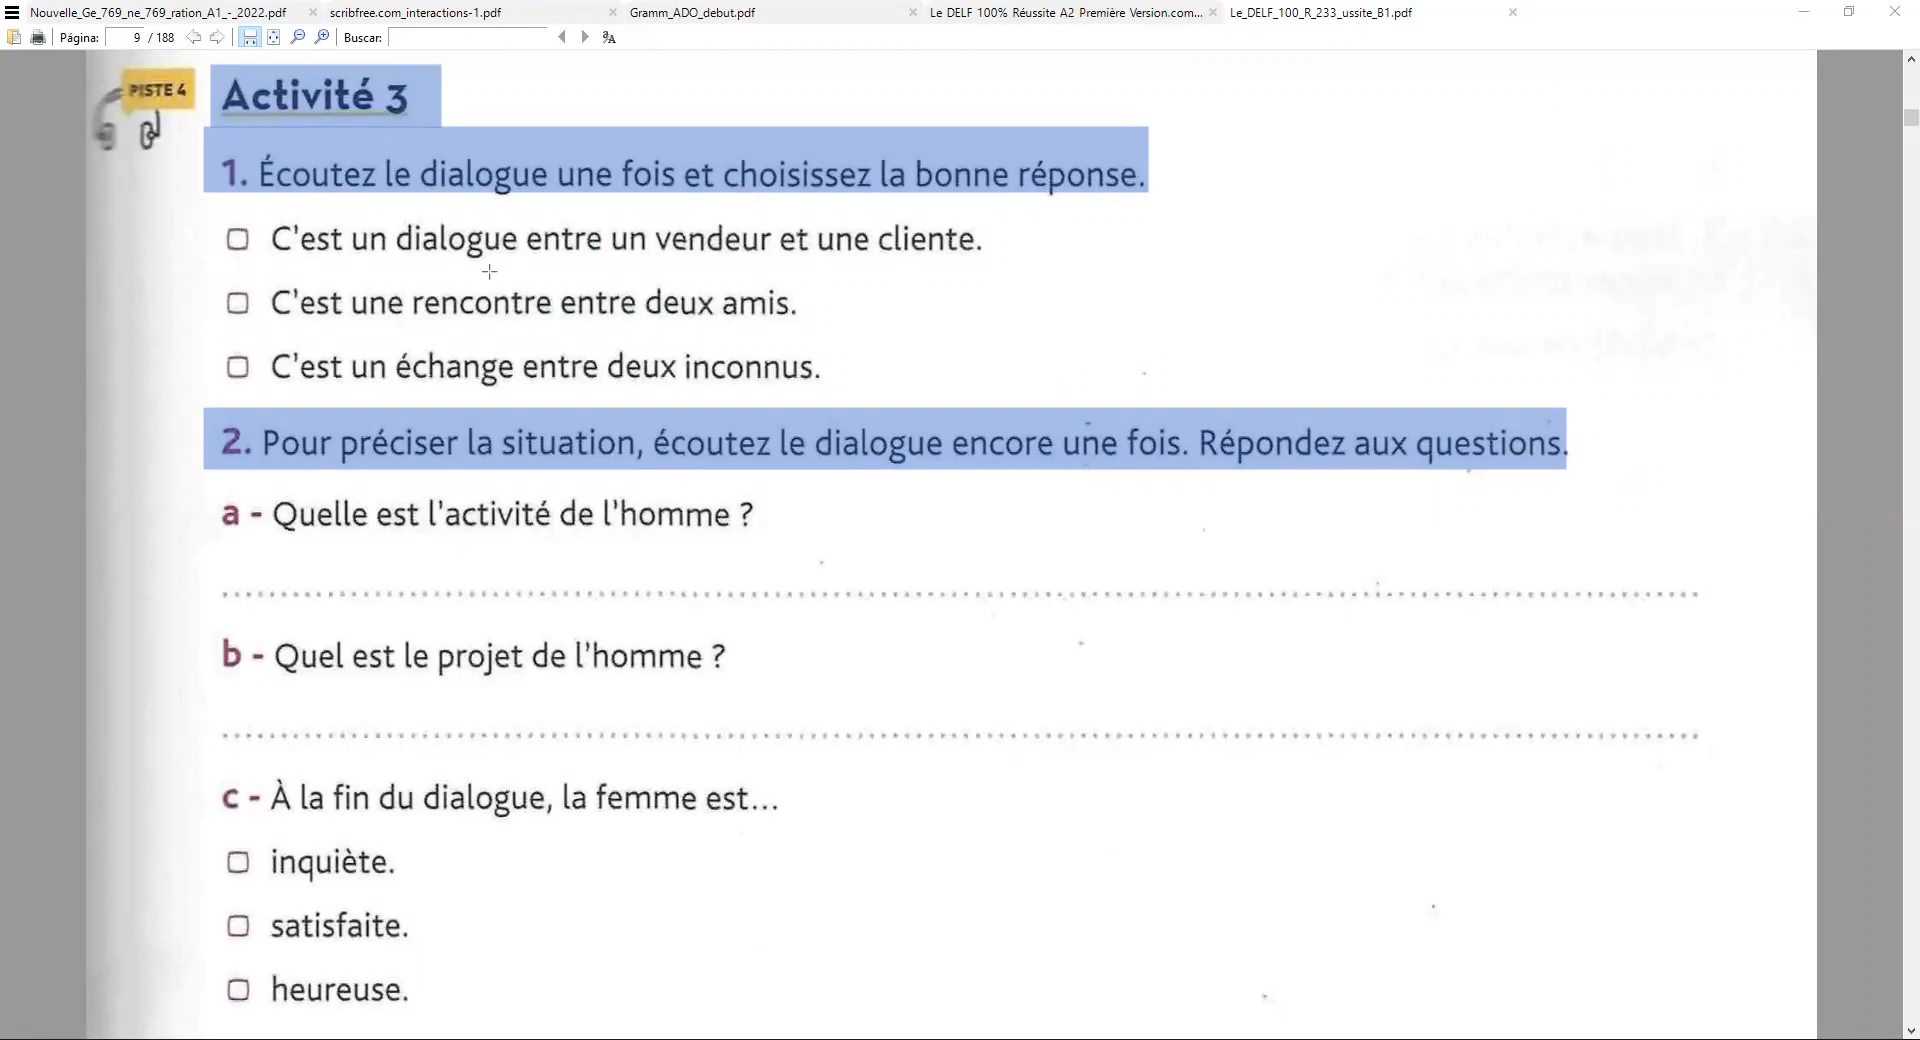 Nouvelle_Ge_769_ne_769_ration_A1_-_2022.pdf
scribfree.com_interactions-1.pdf
Gramm_ADO_debut.pdf
Le DELF 100% Réussite A2 Première Version.com...
Le_DELF_100_R_233_ussite_B1.pdf
Página: 9 / 188
Buscar:
PISTE 4
Activité 3
1. Écoutez le dialogue une fois et choisissez la bonne réponse.
C'est un dialogue entre un vendeur et une cliente.
C'est une rencontre entre deux amis.
C'est un échange entre deux inconnus.
2. Pour préciser la situation, écoutez le dialogue encore une fois. Répondez aux questions.
a - Quelle est l'activité de l'homme ?
b - Quel est le projet de l'homme ?
c - À la fin du dialogue, la femme est...
inquiète.
satisfaite.
heureuse.